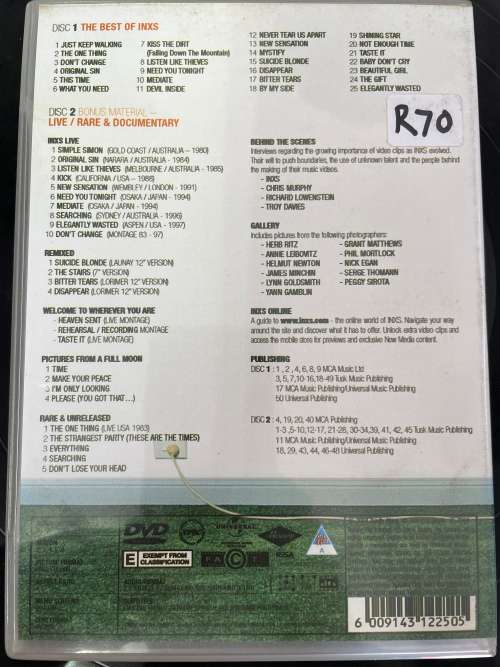 DISC 1 THE BEST OF INXS
1 JUST KEEP WALKING
2 THE ONE THING
3 DON'T CHANGE
4 ORIGINAL SIN
5 THIS TIME
6 WHAT YOU NEED
7 KISS THE DIRT
(Falling Down The Mountain)
8 LISTEN LIKE THIEVES
9 NEED YOU TONIGHT
10 MEDIATE
11 DEVIL INSIDE
12 NEVER TEAR US APART
13 NEW SENSATION
14 MYSTIFY
15 SUICIDE BLONDE
16 DISAPPEAR
17 BITTER TEARS
18 BY MY SIDE
19 SHINING STAR
20 NOT ENOUGH TIME
21 TASTE IT
22 BABY DON'T CRY
23 BEAUTIFUL GIRL
24 THE GIFT
25 ELEGANTLY WASTED
R70
DISC 2 BONUS MATERIAL –
LIVE / RARE & DOCUMENTARY
INXS LIVE
1 SIMPLE SIMON (GOLD COAST / AUSTRALIA – 1980)
2 ORIGINAL SIN (NARARA / AUSTRALIA - 1984)
3 LISTEN LIKE THIEVES (MELBOURNE / AUSTRALIA - 1985)
4 KICK (CALIFORNIA / USA – 1988)
5 NEW SENSATION (WEMBLEY / LONDON - 1991)
6 NEED YOU TONIGHT (OSAKA / JAPAN - 1994)
7 MEDIATE (OSAKA / JAPAN - 1994)
8 SEARCHING (SYDNEY / AUSTRALIA - 1996)
9 ELEGANTLY WASTED (ASPEN / USA - 1997)
10 DON'T CHANGE (MONTAGE 83 - 97)
REMIXED
1 SUICIDE BLONDE (LAUNAY 12" VERSION)
2 THE STAIRS (7" VERSION)
3 BITTER TEARS (LORIMER 12" VERSION)
4 DISAPPEAR (LORIMER 12" VERSION)
WELCOME TO WHEREVER YOU ARE
- HEAVEN SENT (LIVE MONTAGE)
- REHEARSAL / RECORDING MONTAGE
- TASTE IT (LIVE MONTAGE)
PICTURES FROM A FULL MOON
1 TIME
2 MAKE YOUR PEACE
3 I'M ONLY LOOKING
4 PLEASE (YOU GOT THAT ...)
RARE & UNRELEASED
1 THE ONE THING (LIVE USA 1983)
2 THE STRANGEST PARTY (THESE ARE THE TIMES)
3 EVERYTHING
4 SEARCHING
5 DON'T LOSE YOUR HEAD
BEHIND THE SCENES
Interviews regarding the growing importance of video clips as INXS evolved.
Their will to push boundaries, the use of unknown talent and the people behind
the making of their music videos.
- INXS
- CHRIS MURPHY
- RICHARD LOWENSTEIN
- TROY DAVIES
GALLERY
Includes pictures from the following photographers:
- HERB RITZ
- ANNIE LEIBOVITZ
- HELMUT NEWTON
- JAMES MINCHIN
- LYNN GOLDSMITH
- YANN GAMBLIN
- GRANT MATTHEWS
- PHIL MORTLOCK
- NICK EGAN
- SERGE THOMANN
- PEGGY SIROTA
INXS ONLINE
A guide to www.inxs.com - the online world of INXS. Navigate your way
around the site and discover what it has to offer. Unlock extra video clips and
access the mobile store for previews and exclusive New Media content.
PUBLISHING
DISC 1 : 1 , 2 , 4, 6, 8, 9 MCA Music Ltd
3, 5, 7,10-16,18-49 Tusk Music Publishing
17 MCA Music Publishing/Universal Music Publishing
50 Universal Publishing
DISC 2 : 4, 19, 20, 40 MCA Publishing
1-3 ,5-10,12-17, 21-28, 30-34,39, 41, 42, 45 Tusk Music Publishing
11 MCA Music Publishing/Universal Music Publishing
18, 29, 43, 44, 46-48 Universal Publishing
DVD
VIDEO
UNIVERSAL
E EXEMPT FROM
CLASSIFICATION
RISA
A
6 009143 122505